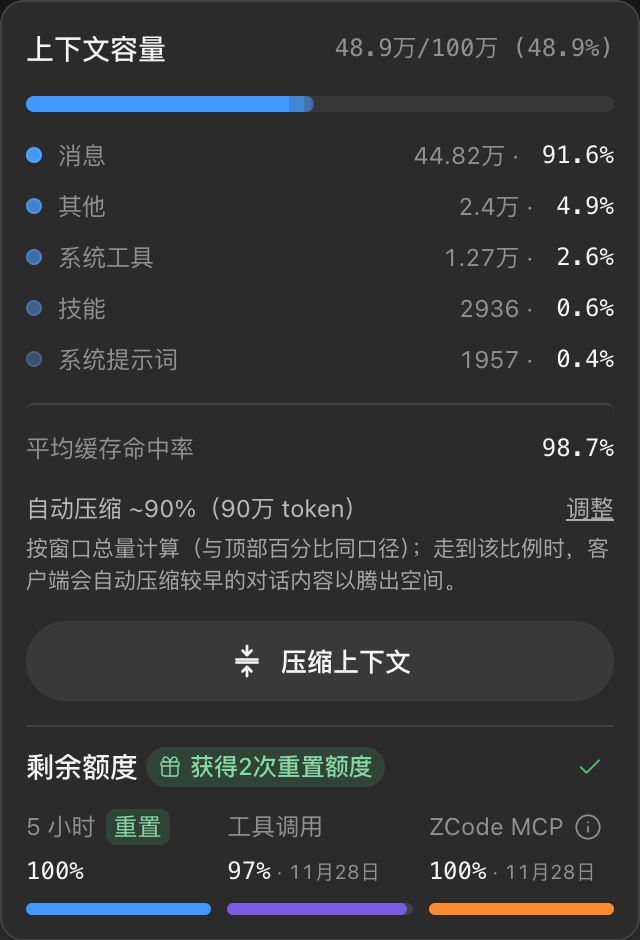 上下文容量 48.9万/100万 (48.9%)
消息 44.82万 · 91.6%
其他 2.4万 · 4.9%
系统工具 1.27万 · 2.6%
技能 2936 · 0.6%
系统提示词 1957 · 0.4%
平均缓存命中率 98.7%
自动压缩 ~90%（90万 token） 调整
按窗口总量计算（与顶部百分比同口径）；走到该比例时，客
户端会自动压缩较早的对话内容以腾出空间。
压缩上下文
剩余额度 获得2次重置额度
5 小时 重置 工具调用 ZCode MCP
100% 97% · 11月28日 100% · 11月28日